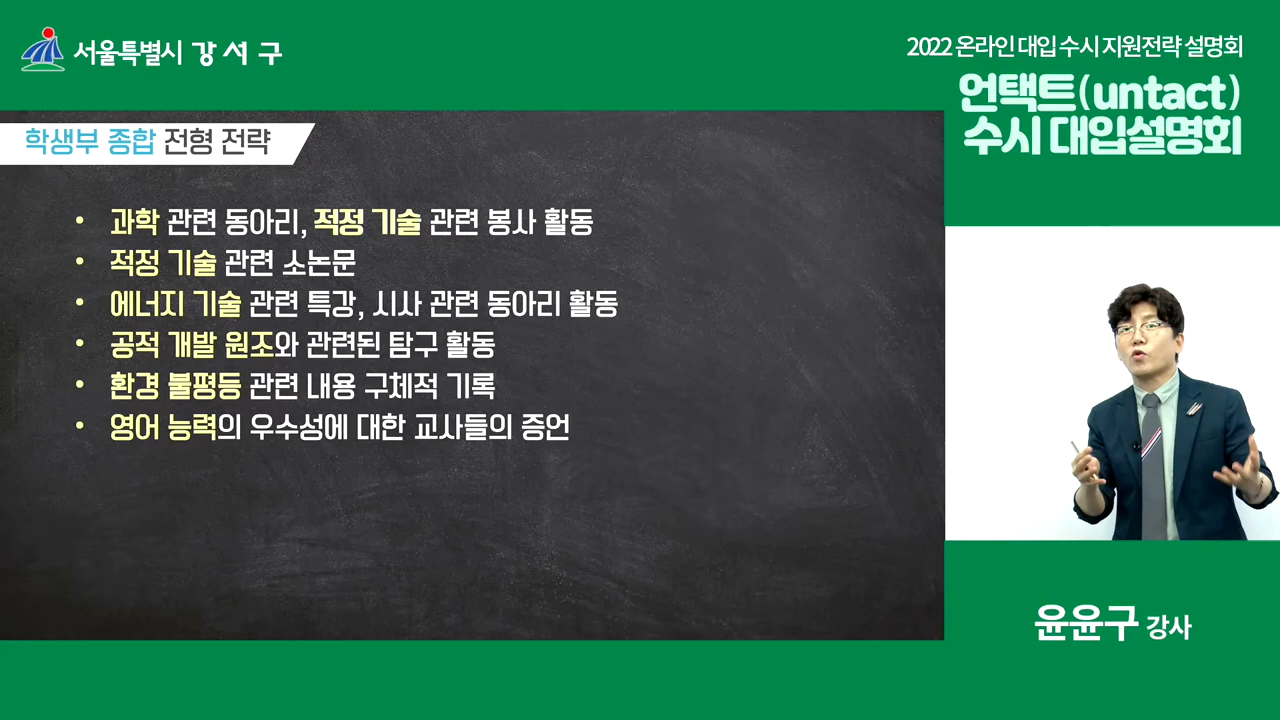 서울특별시 강서구
2022 온라인 대입 수시 지원전략 설명회
언택트(untact)
수시 대입설명회
학생부 종합 전형 전략
• 과학 관련 동아리, 적정 기술 관련 봉사 활동
• 적정 기술 관련 소논문
• 에너지 기술 관련 특강, 시사 관련 동아리 활동
• 공적 개발 원조와 관련된 탐구 활동
• 환경 불평등 관련 내용 구체적 기록
• 영어 능력의 우수성에 대한 교사들의 증언
윤윤구 강사